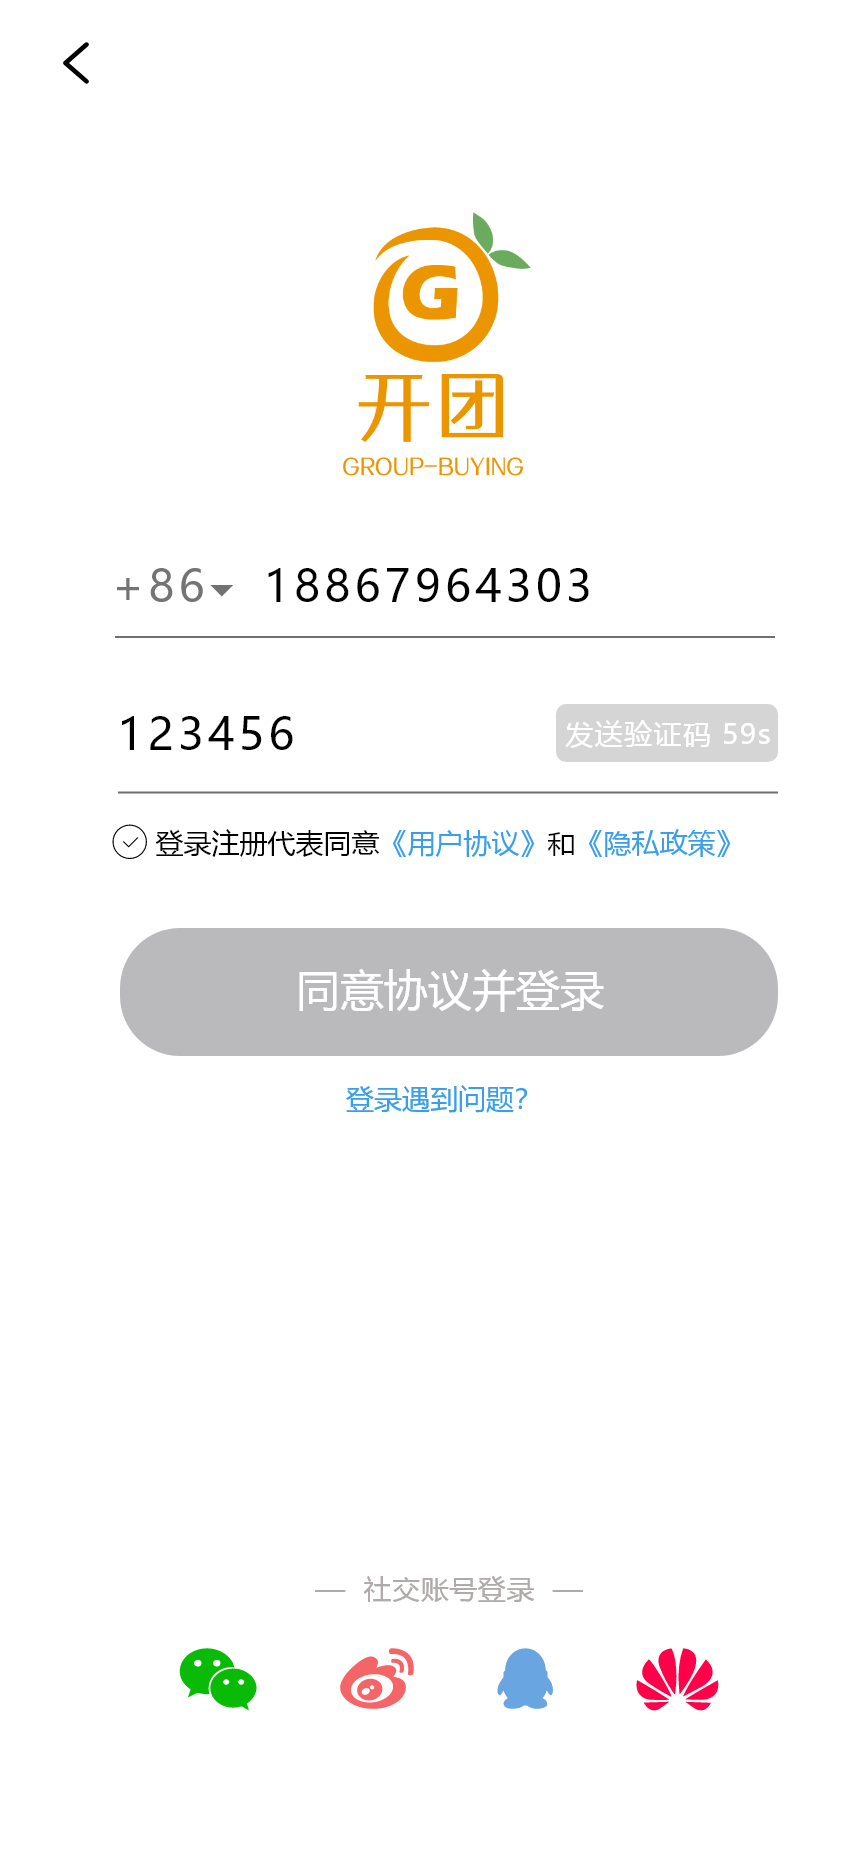 G
开团
GROUP-BUYING
+86 18867964303
123456 发送验证码 59s
登录注册代表同意《用户协议》和《隐私政策》
同意协议并登录
登录遇到问题?
— 社交账号登录 —